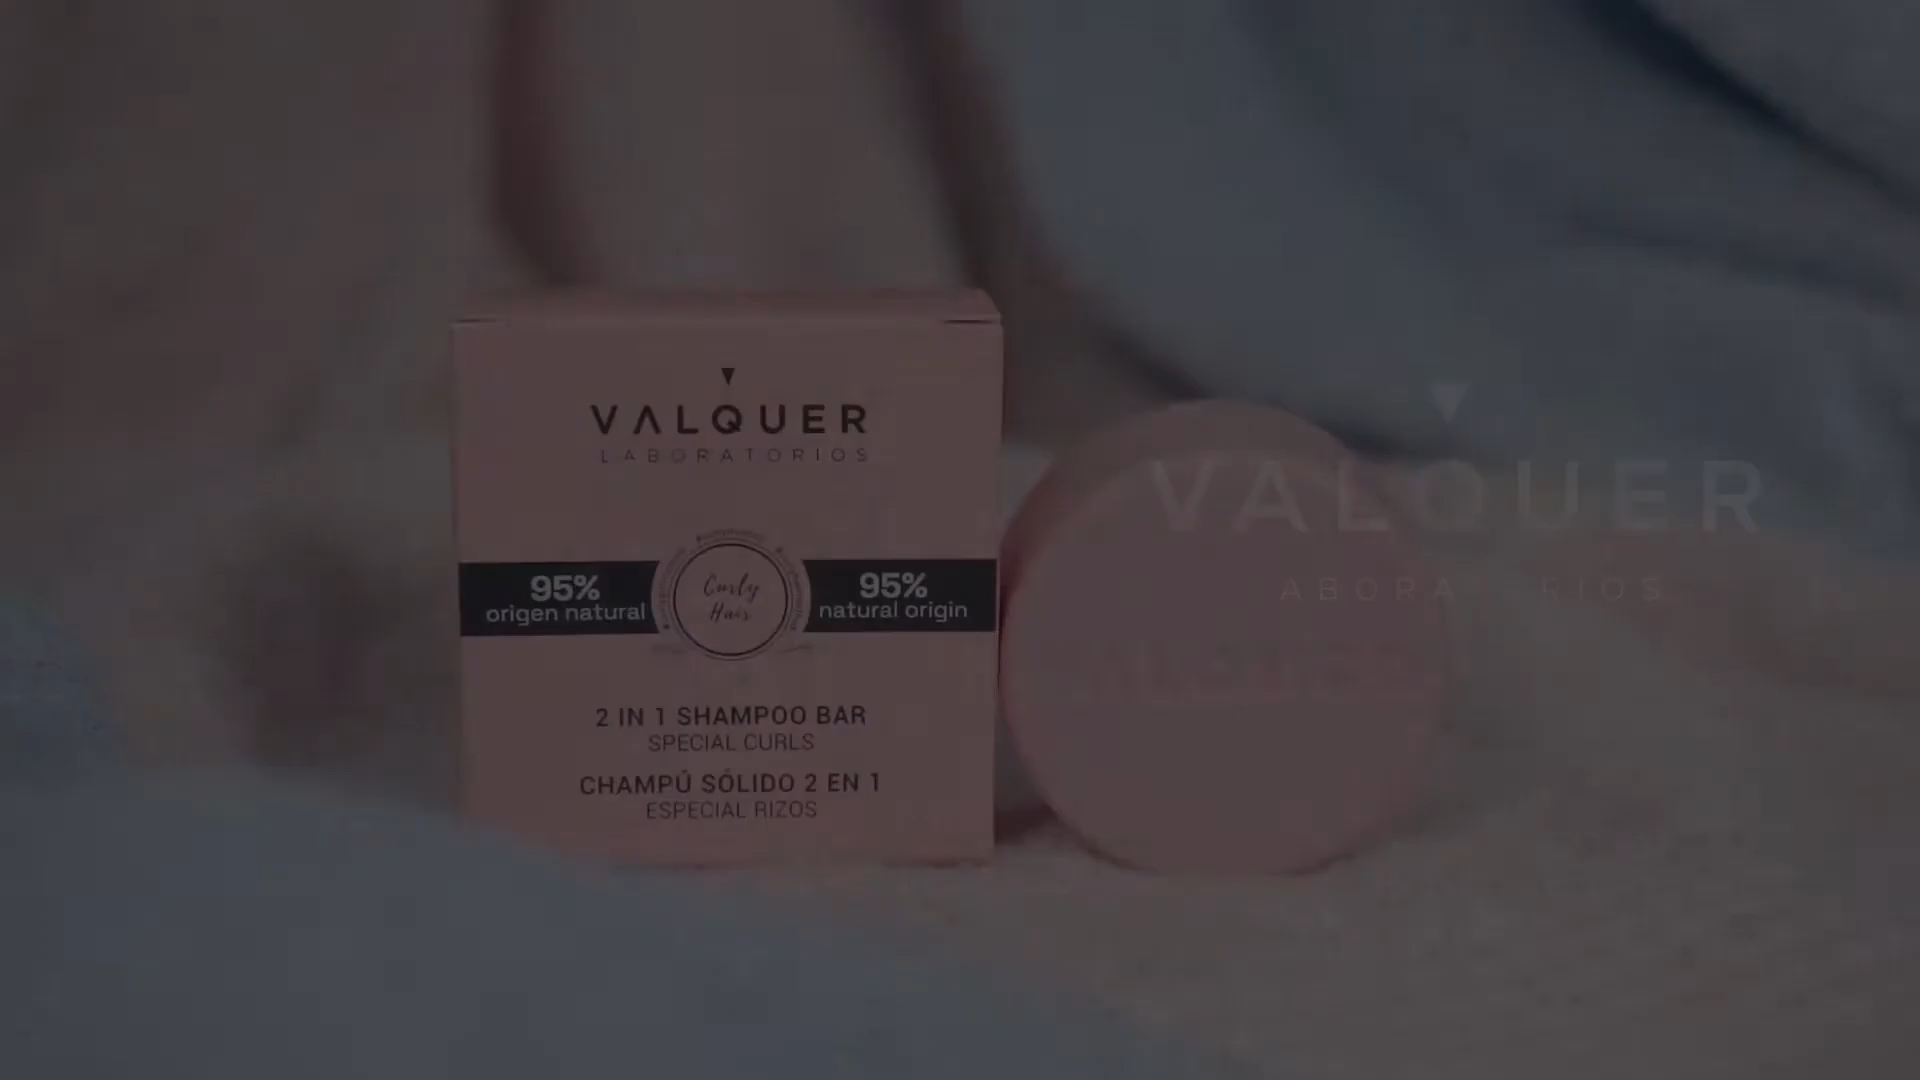 VALQUER
LABORATORIOS
95%
origen natural
Curly
Hair
95%
natural origin
2 IN 1 SHAMPOO BAR
SPECIAL CURLS
CHAMPÚ SÓLIDO 2 EN 1
ESPECIAL RIZOS
VALQUER